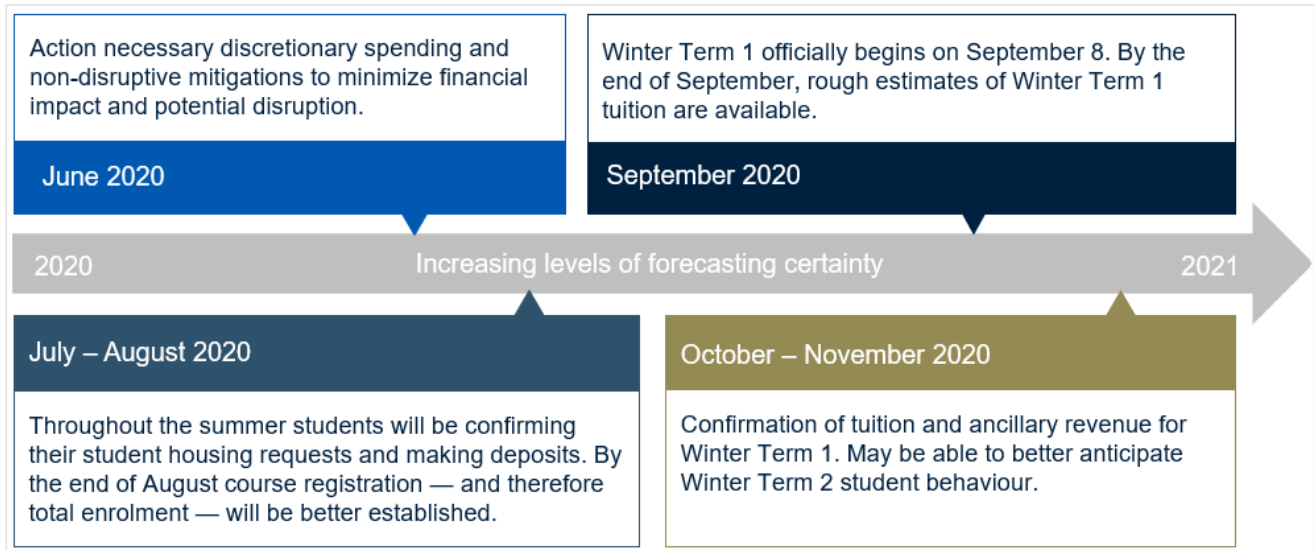 Action necessary discretionary spending and
non-disruptive mitigations to minimize financial
impact and potential disruption.
June 2020
Winter Term 1 officially begins on September 8. By the
end of September, rough estimates of Winter Term 1
tuition are available.
September 2020
2020
Increasing levels of forecasting certainty
2021
July – August 2020
Throughout the summer students will be confirming
their student housing requests and making deposits. By
the end of August course registration — and therefore
total enrolment — will be better established.
October – November 2020
Confirmation of tuition and ancillary revenue for
Winter Term 1. May be able to better anticipate
Winter Term 2 student behaviour.